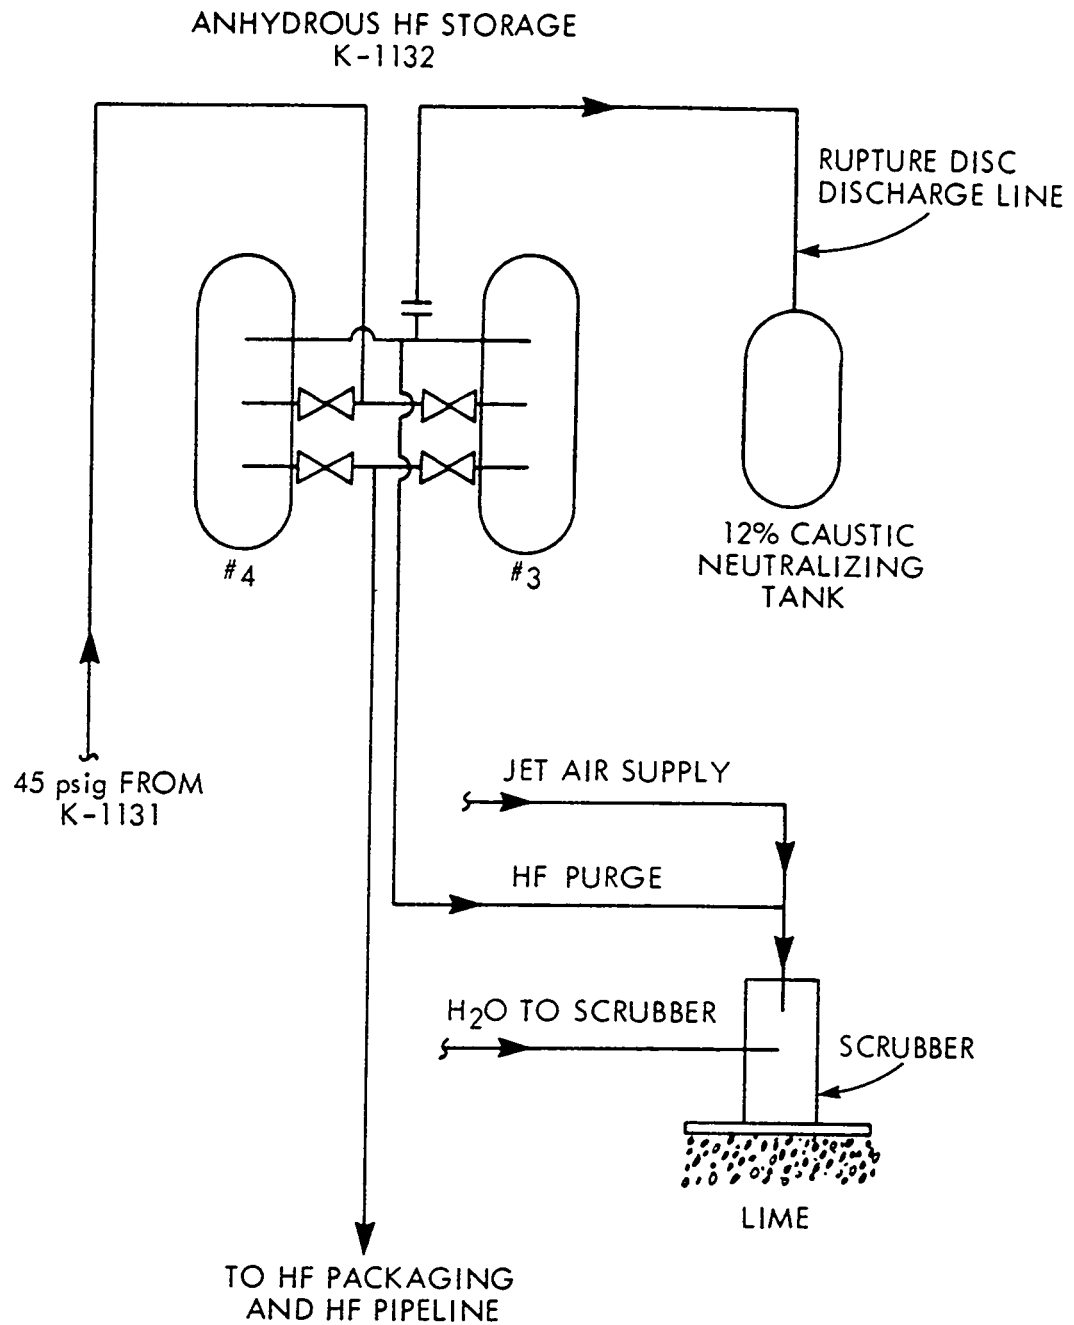 ANHYDROUS HF STORAGE
K-1132
RUPTURE DISC
DISCHARGE LINE
#4
#3
12% CAUSTIC
NEUTRALIZING
TANK
45 psig FROM
K-1131
JET AIR SUPPLY
HF PURGE
H2O TO SCRUBBER
SCRUBBER
LIME
TO HF PACKAGING
AND HF PIPELINE